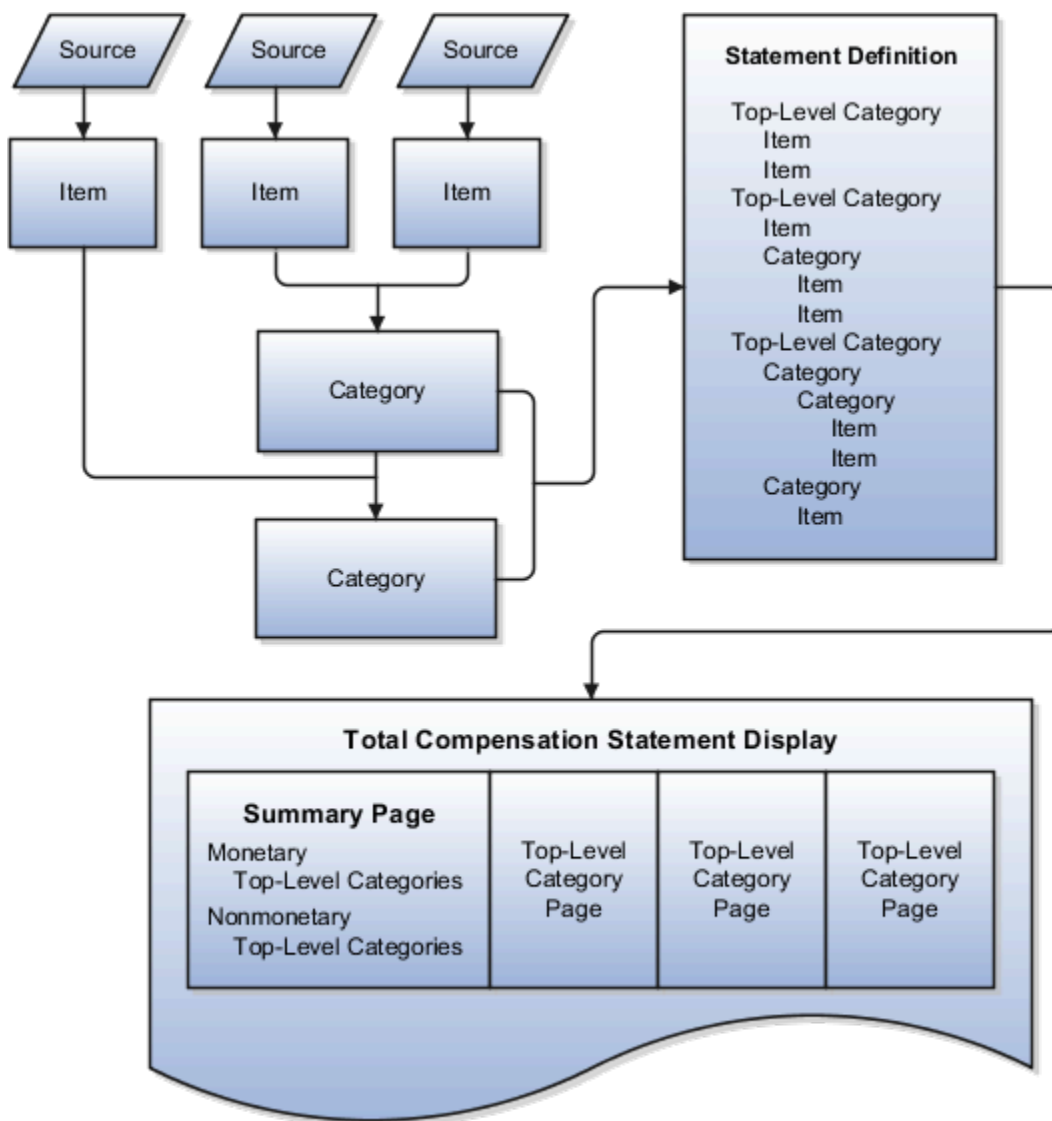 Source
Source
Source
Item
Item
Item
Category
Category
Statement Definition
Top-Level Category
Item
Item
Top-Level Category
Item
Category
Item
Item
Top-Level Category
Category
Category
Item
Item
Category
Item
Total Compensation Statement Display
Summary Page
Monetary
Top-Level Categories
Nonmonetary
Top-Level Categories
Top-Level
Category
Page
Top-Level
Category
Page
Top-Level
Category
Page